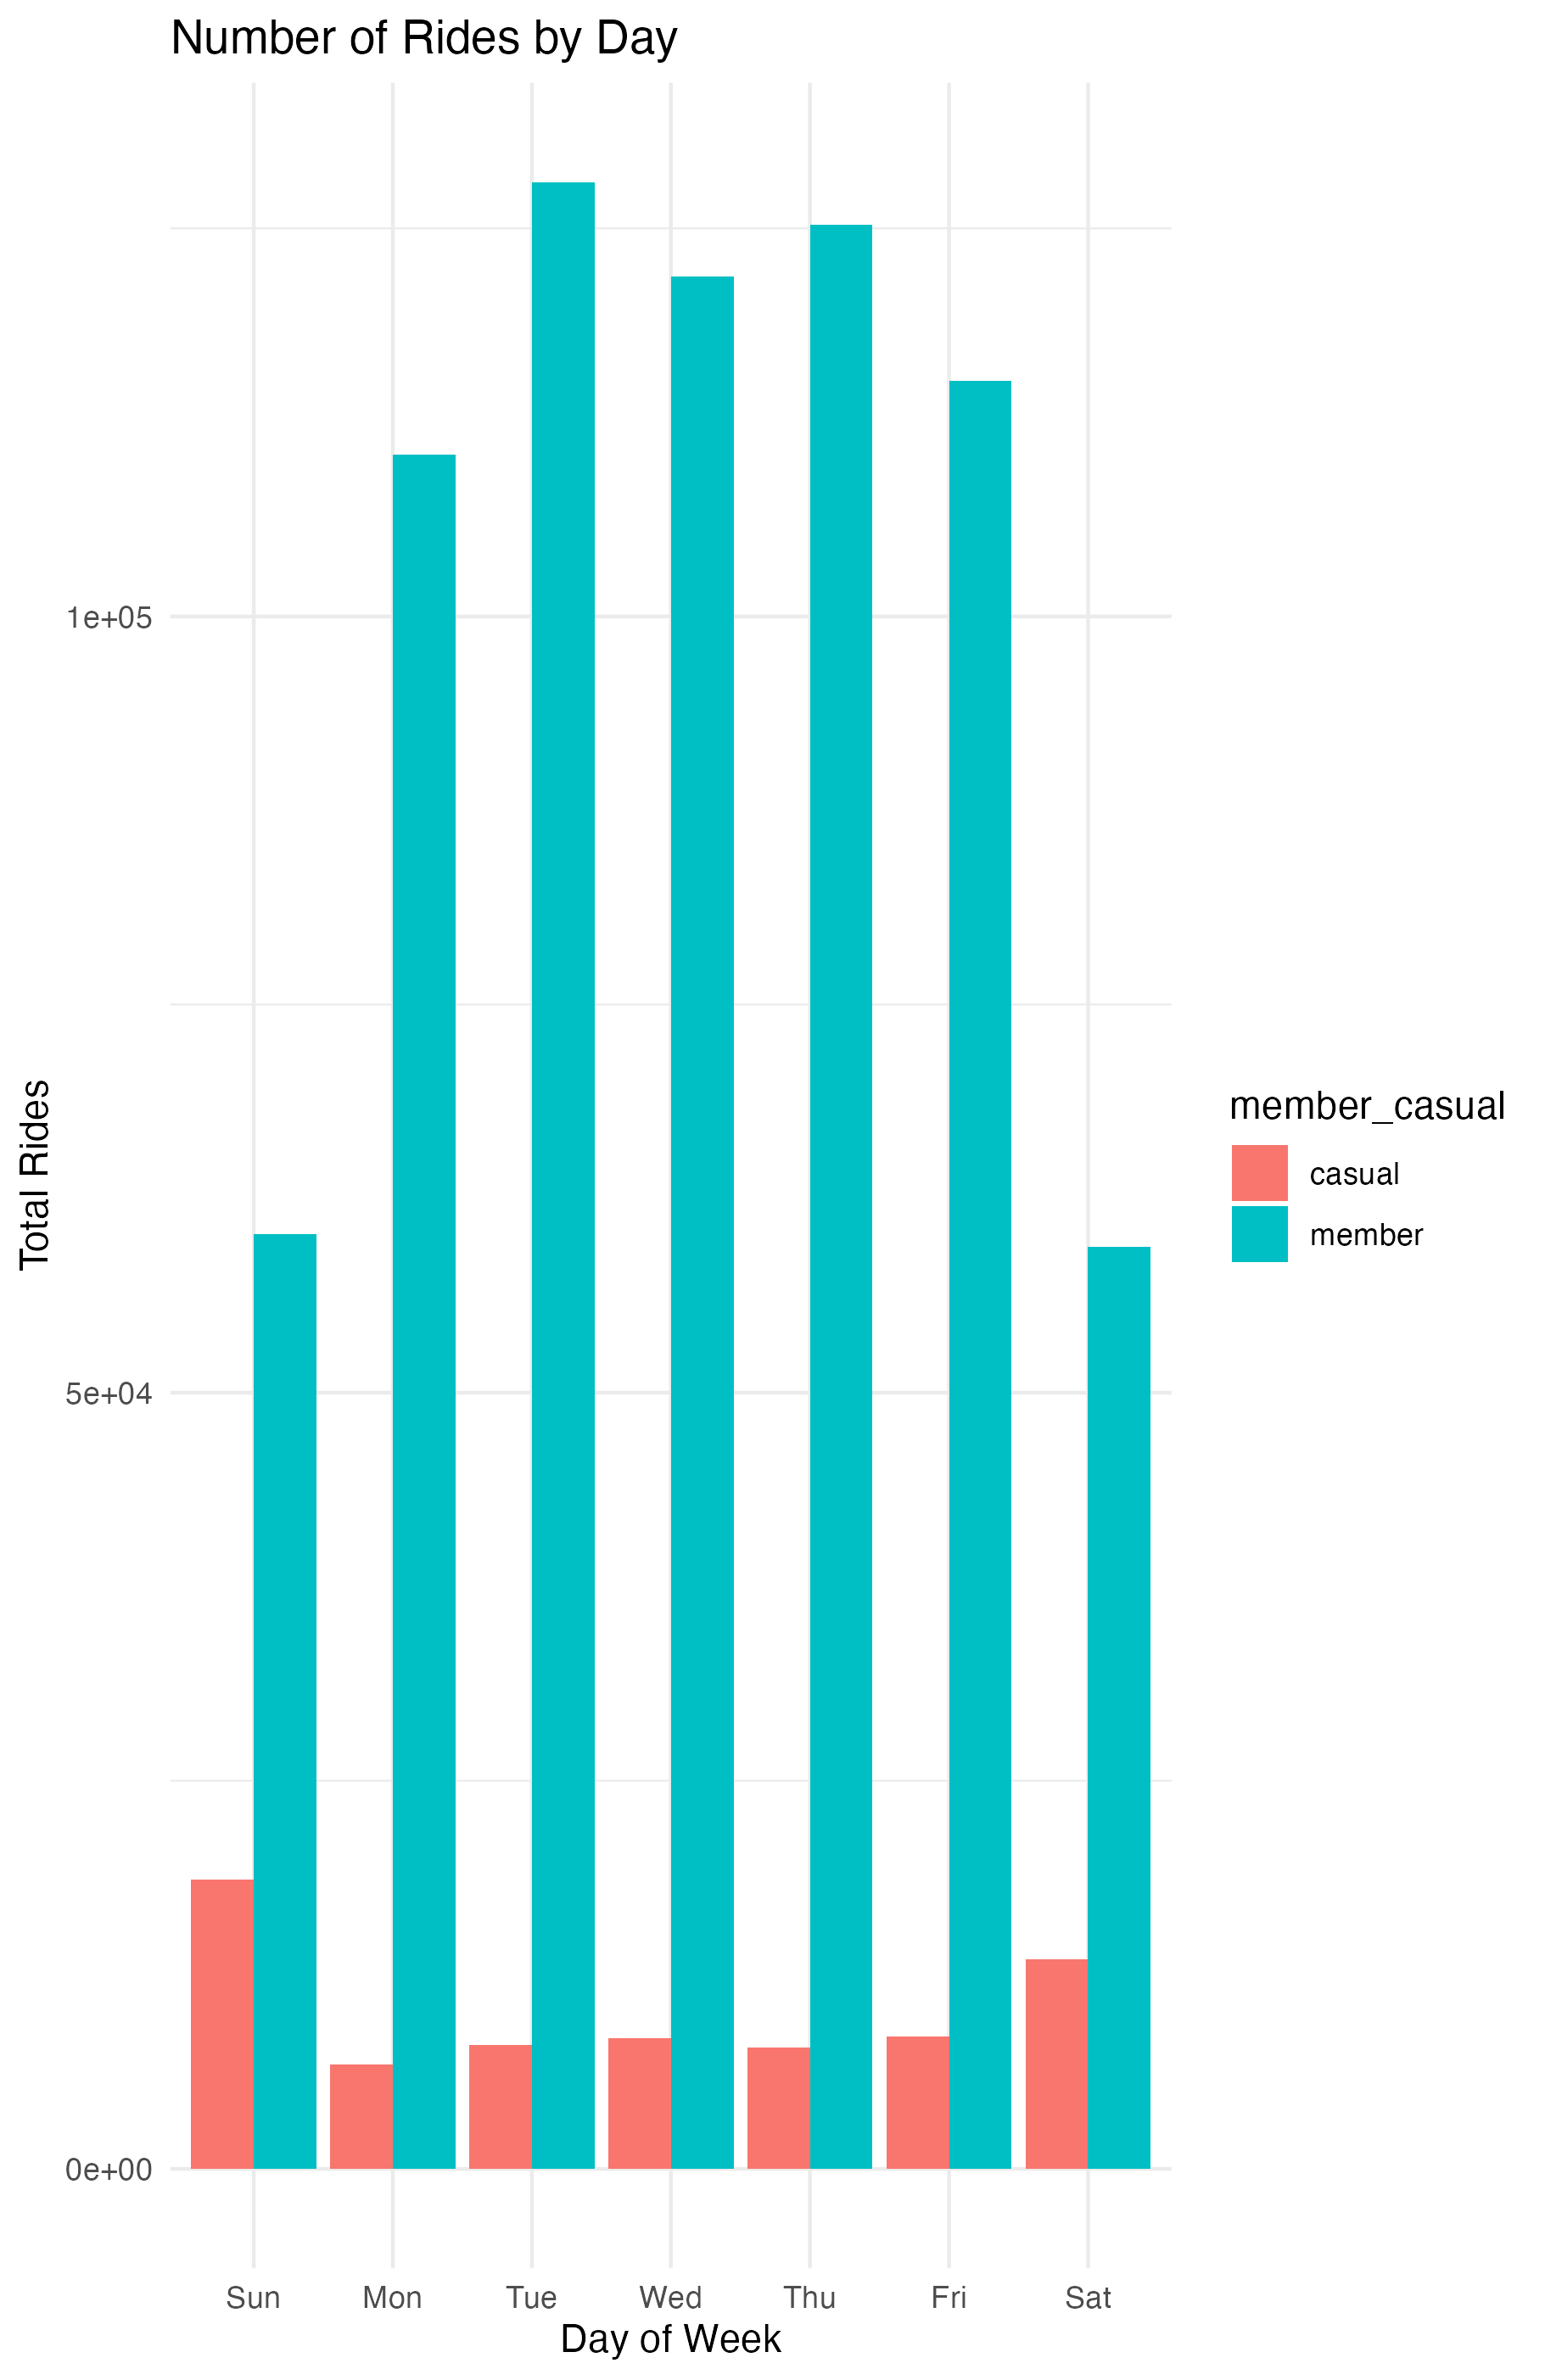 Number of Rides by Day
Total Rides
1e+05
5e+04
0e+00
Sun Mon Tue Wed Thu Fri Sat
Day of Week
member_casual
casual
member